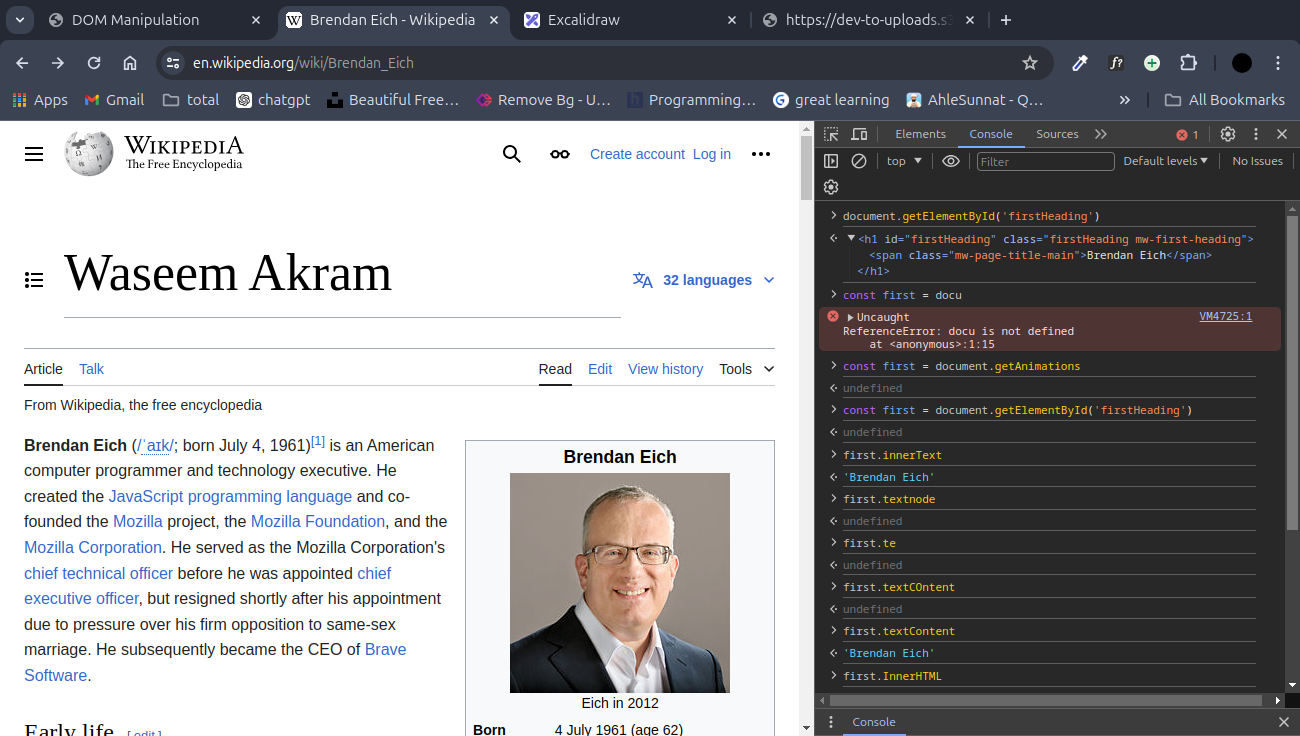 DOM Manipulation
Brendan Eich - Wikipedia
Excalidraw
https://dev-to-uploads.s3
en.wikipedia.org/wiki/Brendan_Eich
f?
Apps
Gmail
total
chatgpt
Beautiful Free…
Remove Bg - U…
Programming…
great learning
AhleSunnat - Q…
All Bookmarks
WIKIPEDIA
The Free Encyclopedia
Create account Log in
Waseem Akram
32 languages
Article Talk
Read Edit View history Tools
From Wikipedia, the free encyclopedia
Brendan Eich (/ˈaɪk/; born July 4, 1961)[1] is an American
computer programmer and technology executive. He
created the JavaScript programming language and co-
founded the Mozilla project, the Mozilla Foundation, and the
Mozilla Corporation. He served as the Mozilla Corporation's
chief technical officer before he was appointed chief
executive officer, but resigned shortly after his appointment
due to pressure over his firm opposition to same-sex
marriage. He subsequently became the CEO of Brave
Software.
Early life [ edit ]
Brendan Eich
Eich in 2012
Born 4 July 1961 (age 62)
Elements Console Sources 1
top Filter Default levels No Issues
document.getElementById('firstHeading')
<h1 id="firstHeading" class="firstHeading mw-first-heading">
<span class="mw-page-title-main">Brendan Eich</span>
</h1>
const first = docu
Uncaught VM4725:1
ReferenceError: docu is not defined
at <anonymous>:1:15
const first = document.getAnimations
undefined
const first = document.getElementById('firstHeading')
undefined
first.innerText
'Brendan Eich'
first.textnode
undefined
first.te
undefined
first.textCOntent
undefined
first.textContent
'Brendan Eich'
first.InnerHTML
Console